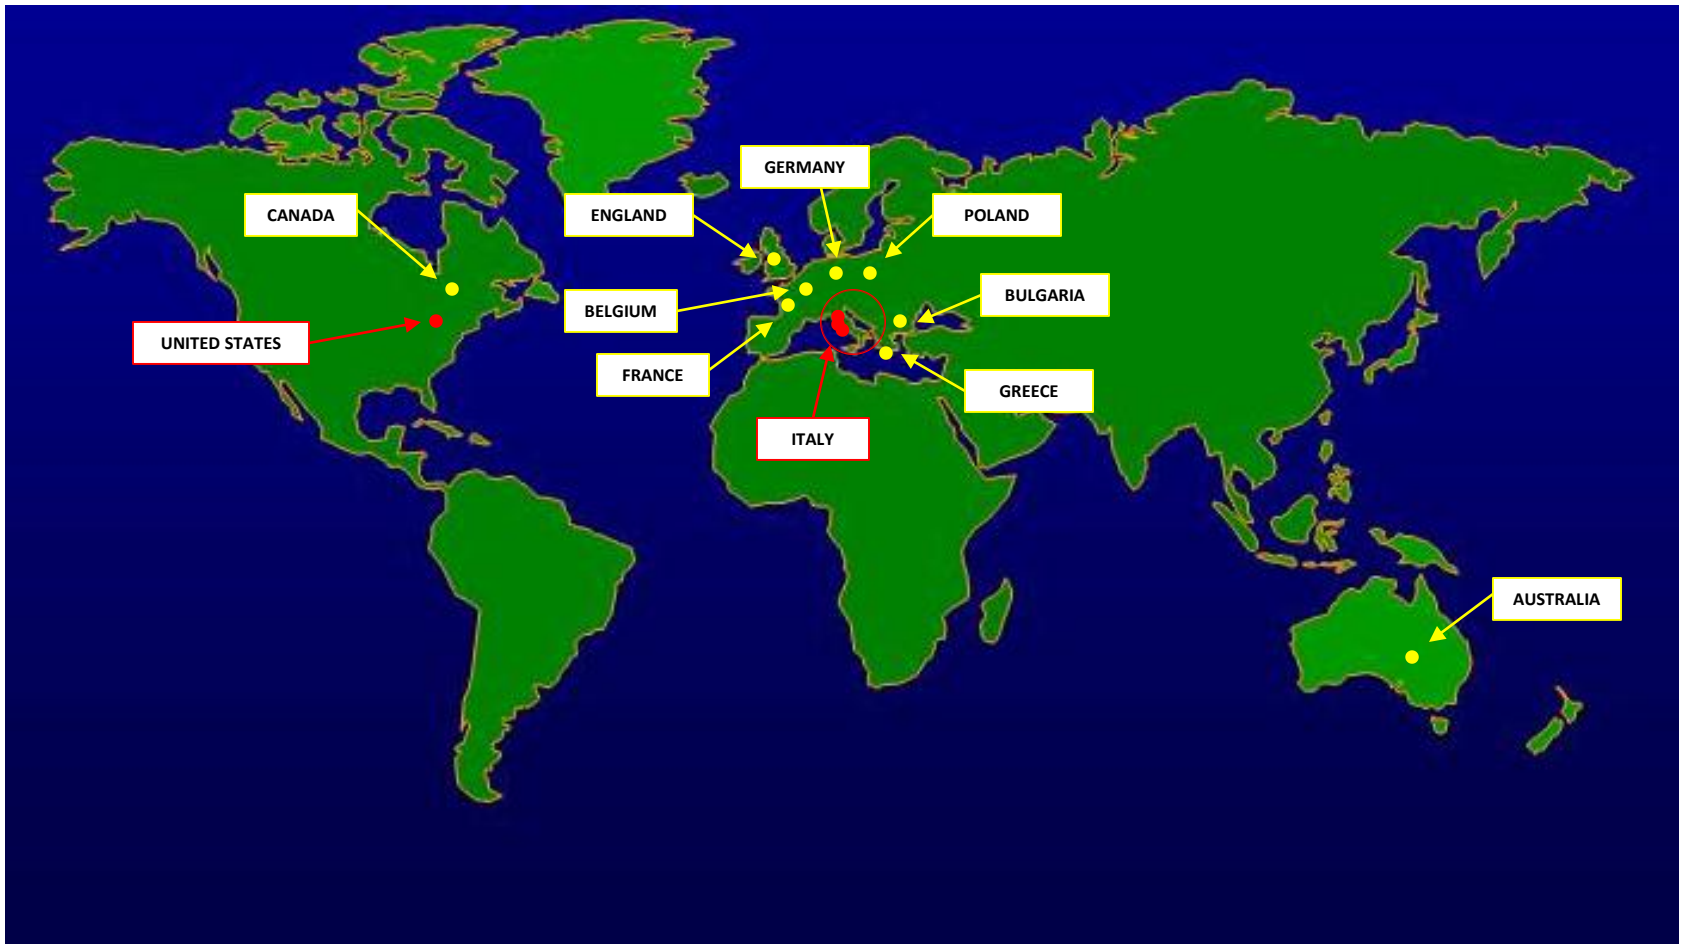 GERMANY
CANADA
ENGLAND
POLAND
BULGARIA
BELGIUM
UNITED STATES
FRANCE
GREECE
ITALY
AUSTRALIA